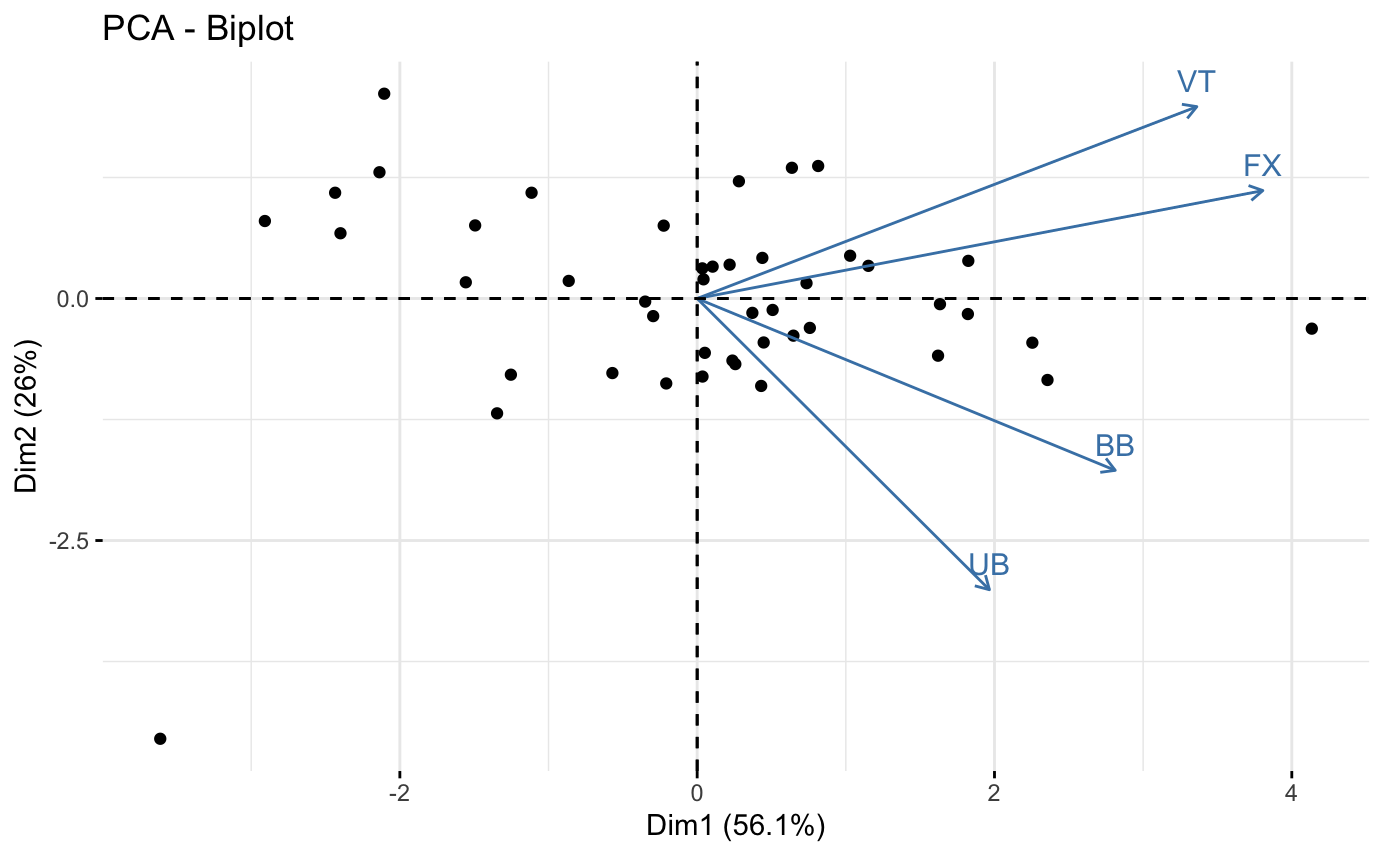 PCA - Biplot
VT
FX
BB
UB
0.0
-2.5
-2
0
2
4
Dim1 (56.1%)
Dim2 (26%)